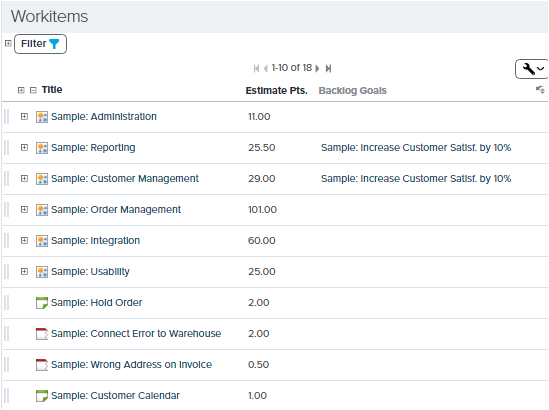 Workitems
Filter
1-10 of 18
Title Estimate Pts. Backlog Goals
Sample: Administration 11.00
Sample: Reporting 25.50 Sample: Increase Customer Satisf. by 10%
Sample: Customer Management 29.00 Sample: Increase Customer Satisf. by 10%
Sample: Order Management 101.00
Sample: Integration 60.00
Sample: Usability 25.00
Sample: Hold Order 2.00
Sample: Connect Error to Warehouse 2.00
Sample: Wrong Address on Invoice 0.50
Sample: Customer Calendar 1.00